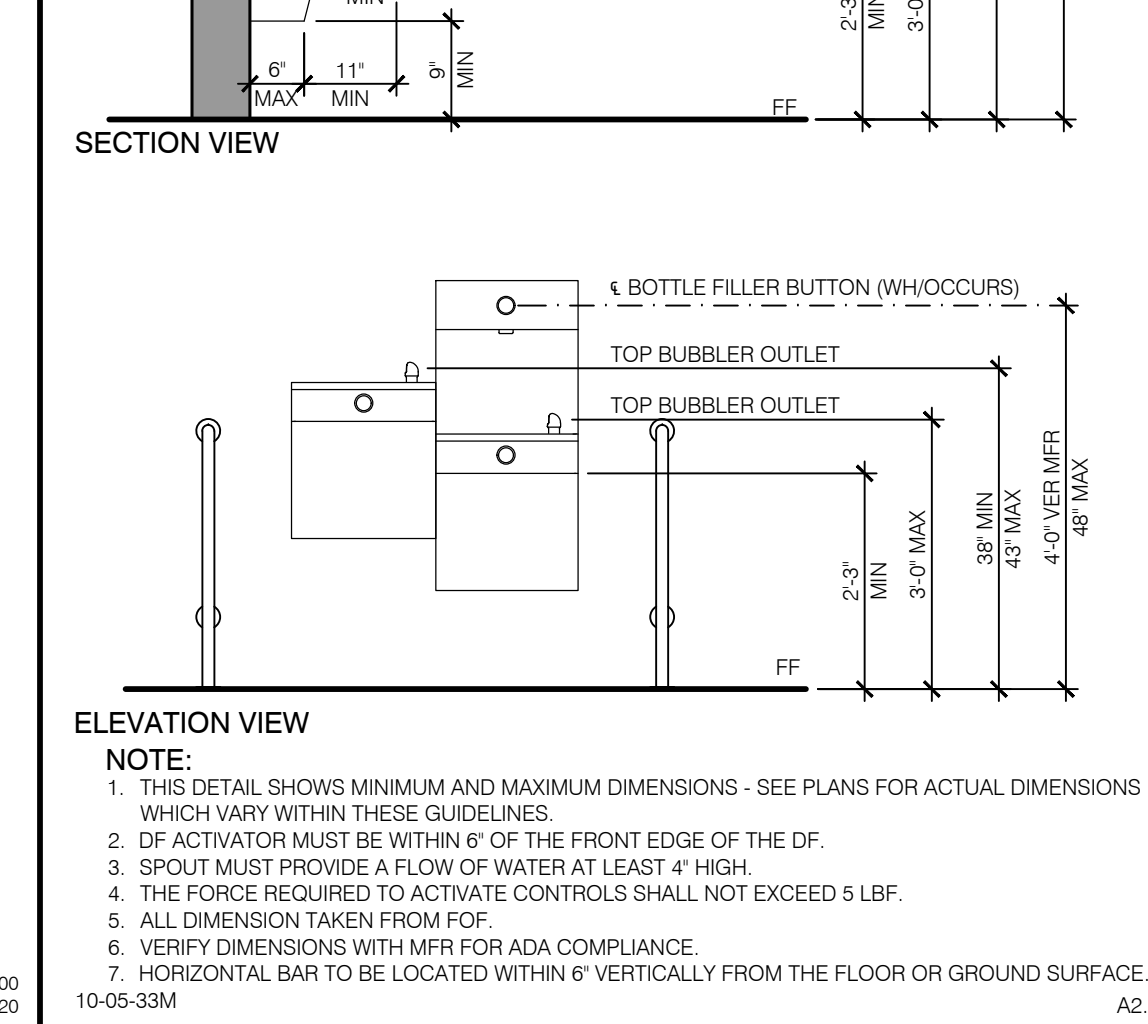 MIN
2'-3"
MIN
3'-0
6"
MAX
11"
MIN
9"
MIN
FF
SECTION VIEW
℄ BOTTLE FILLER BUTTON (WH/OCCURS)
TOP BUBBLER OUTLET
TOP BUBBLER OUTLET
2'-3"
MIN
3'-0" MAX
38" MIN
43" MAX
4'-0" VER MFR
48" MAX
FF
ELEVATION VIEW
NOTE:
1. THIS DETAIL SHOWS MINIMUM AND MAXIMUM DIMENSIONS - SEE PLANS FOR ACTUAL DIMENSIONS
WHICH VARY WITHIN THESE GUIDELINES.
2. DF ACTIVATOR MUST BE WITHIN 6" OF THE FRONT EDGE OF THE DF.
3. SPOUT MUST PROVIDE A FLOW OF WATER AT LEAST 4" HIGH.
4. THE FORCE REQUIRED TO ACTIVATE CONTROLS SHALL NOT EXCEED 5 LBF.
5. ALL DIMENSION TAKEN FROM FOF.
6. VERIFY DIMENSIONS WITH MFR FOR ADA COMPLIANCE.
7. HORIZONTAL BAR TO BE LOCATED WITHIN 6" VERTICALLY FROM THE FLOOR OR GROUND SURFACE.
00
20
10-05-33M
A2.